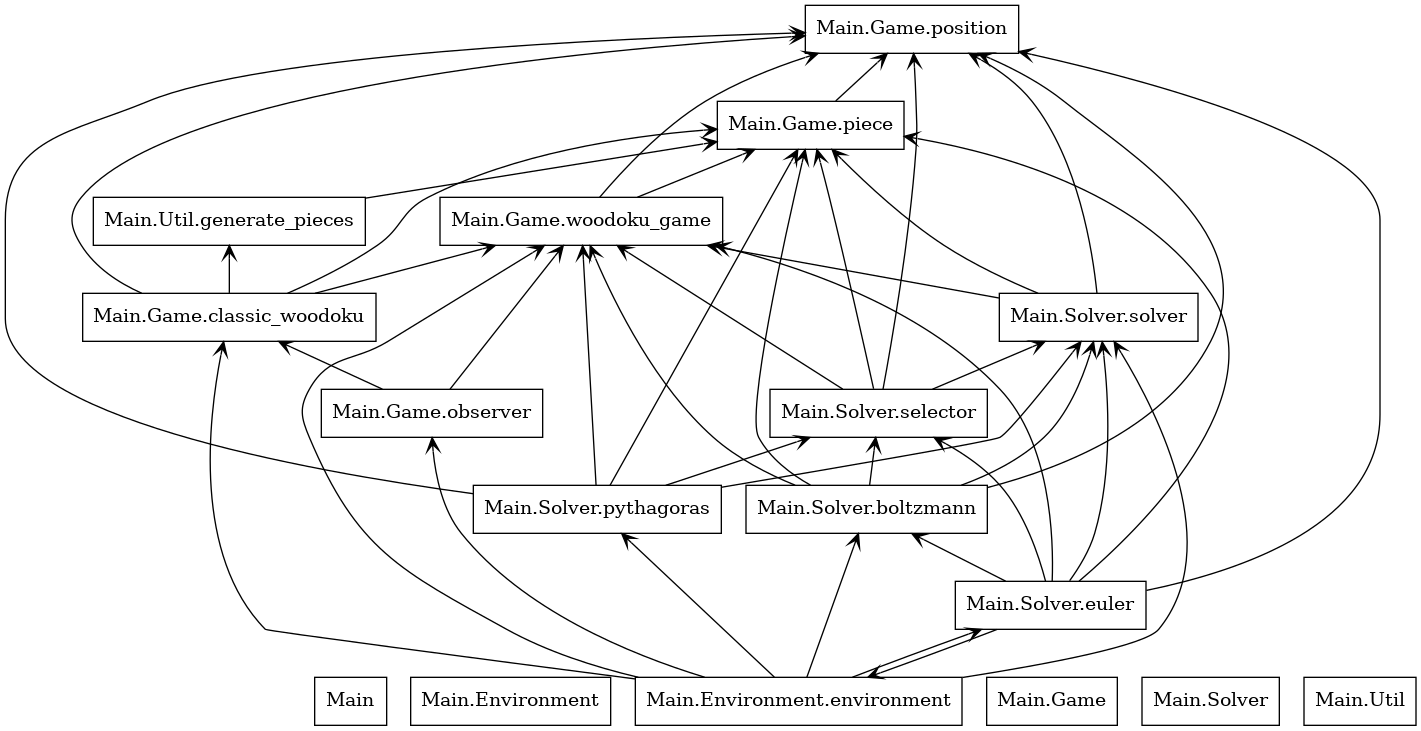 Main.Game.position
Main.Game.piece
Main.Util.generate_pieces
Main.Game.woodoku_game
Main.Game.classic_woodoku
Main.Solver.solver
Main.Game.observer
Main.Solver.selector
Main.Solver.pythagoras
Main.Solver.boltzmann
Main.Solver.euler
Main
Main.Environment
Main.Environment.environment
Main.Game
Main.Solver
Main.Util